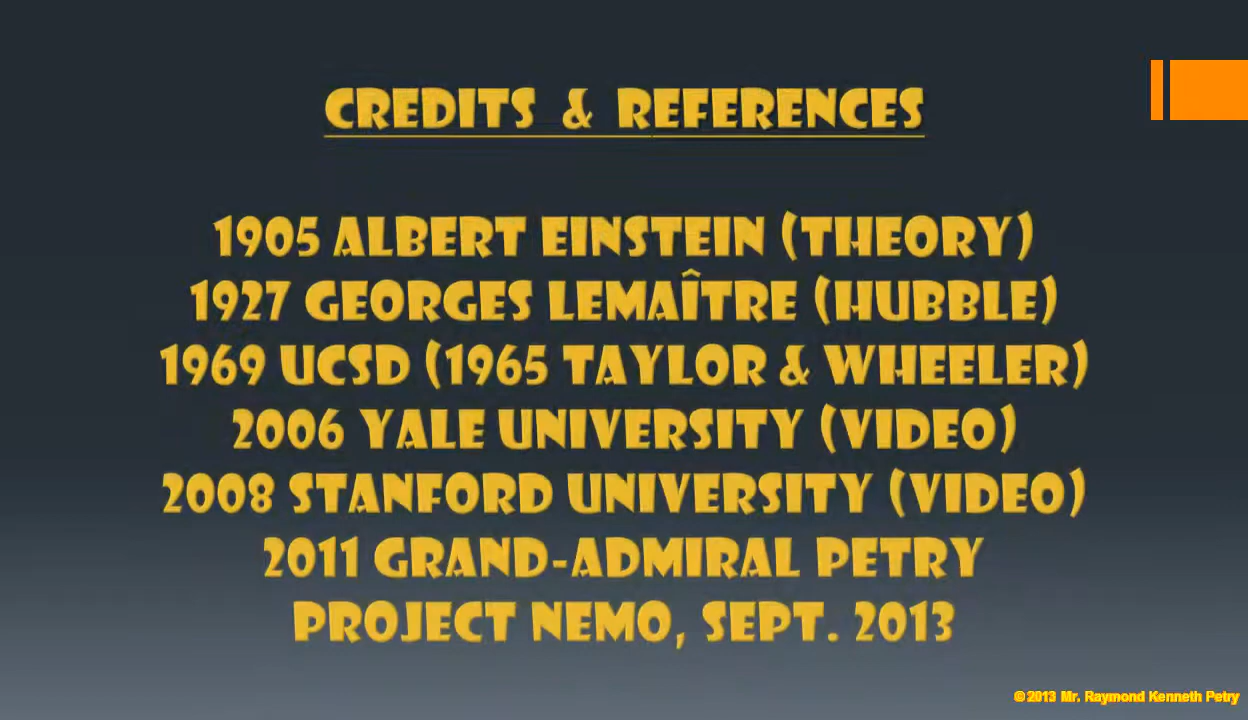 CREDITS & REFERENCES
1905 ALBERT EINSTEIN (THEORY)
1927 GEORGES LEMAÎTRE (HUBBLE)
1969 UCSD (1965 TAYLOR & WHEELER)
2006 YALE UNIVERSITY (VIDEO)
2008 STANFORD UNIVERSITY (VIDEO)
2011 GRAND-ADMIRAL PETRY
PROJECT NEMO, SEPT. 2013
©2013 Mr. Raymond Kenneth Petry